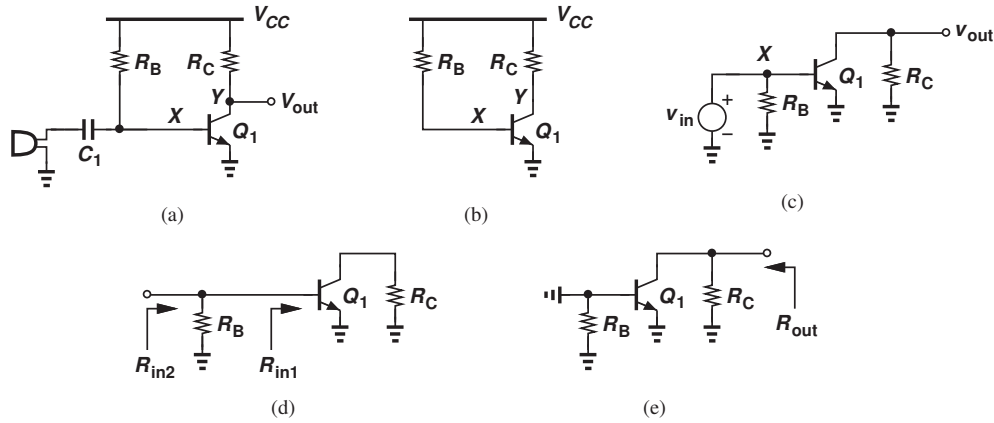 V_CC
R_B
R_C
Y
V_out
X
Q_1
C_1
(a)
V_CC
R_B
R_C
Y
X
Q_1
(b)
v_out
X
Q_1
R_C
v_in
+
−
R_B
(c)
Q_1
R_C
R_B
R_in2
R_in1
(d)
Q_1
R_B
R_C
R_out
(e)